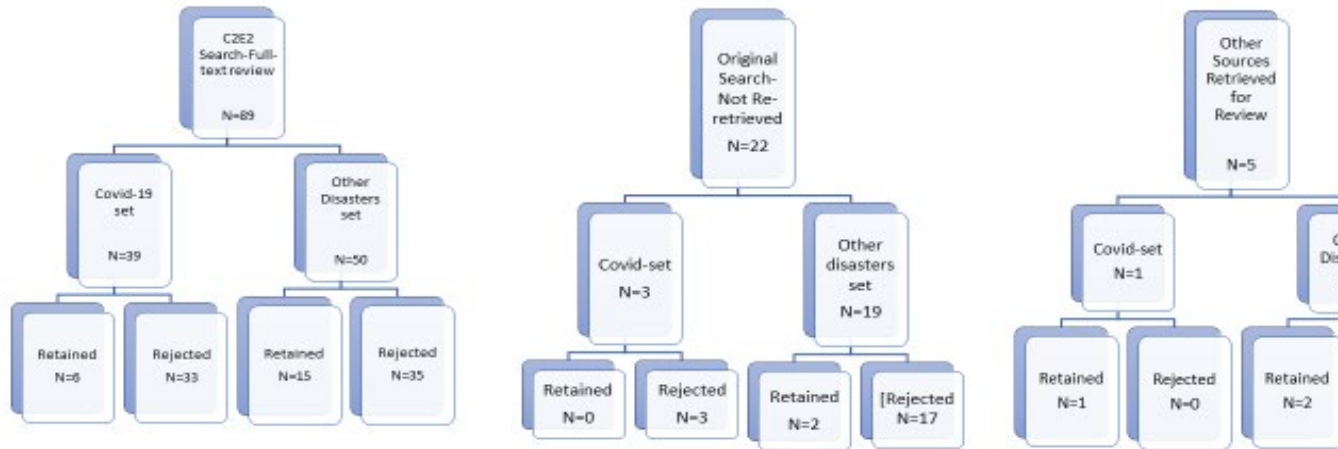 C2E2
Search-Full-
text review
N=89
Covid-19
set
N=39
Other
Disasters
set
N=50
Retained
N=6
Rejected
N=33
Retained
N=15
Rejected
N=35
Original
Search-
Not Re-
retrieved
N=22
Covid-set
N=3
Other
disasters
set
N=19
Retained
N=0
Rejected
N=3
Retained
N=2
[Rejected
N=17
Other
Sources
Retrieved
for
Review
N=5
Covid-set
N=1
Retained
N=1
Rejected
N=0
Retained
N=2